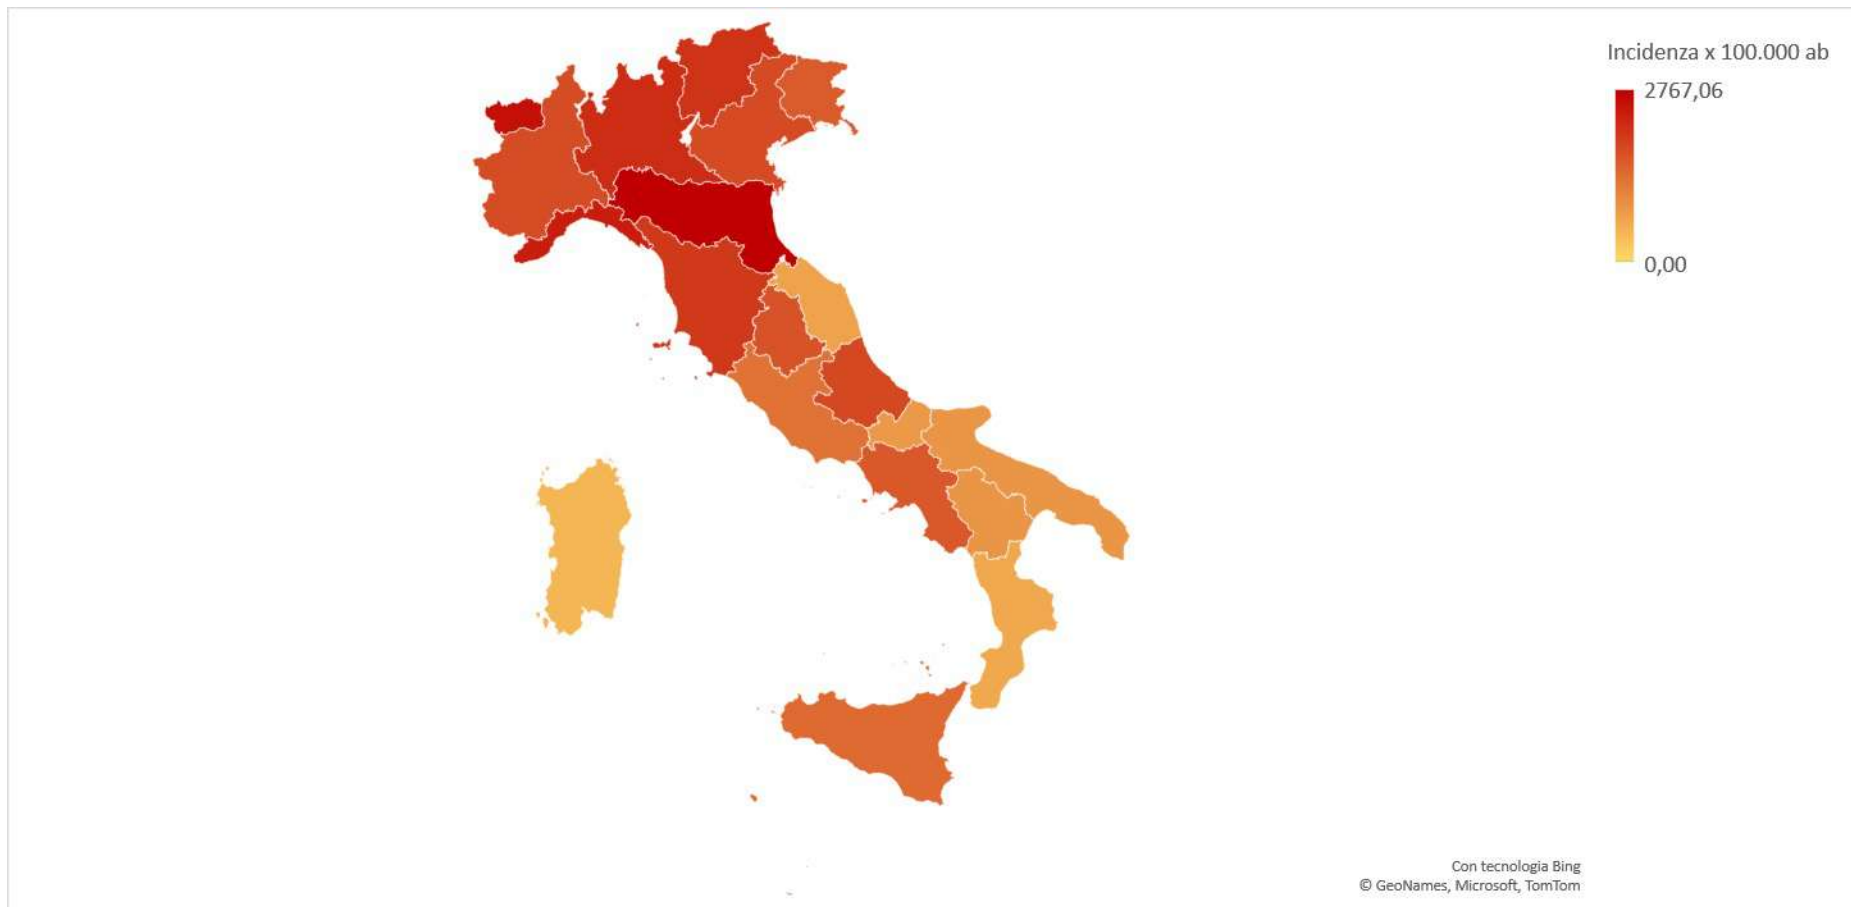 Incidenza x 100.000 ab
2767,06
0,00
Con tecnologia Bing
© GeoNames, Microsoft, TomTom